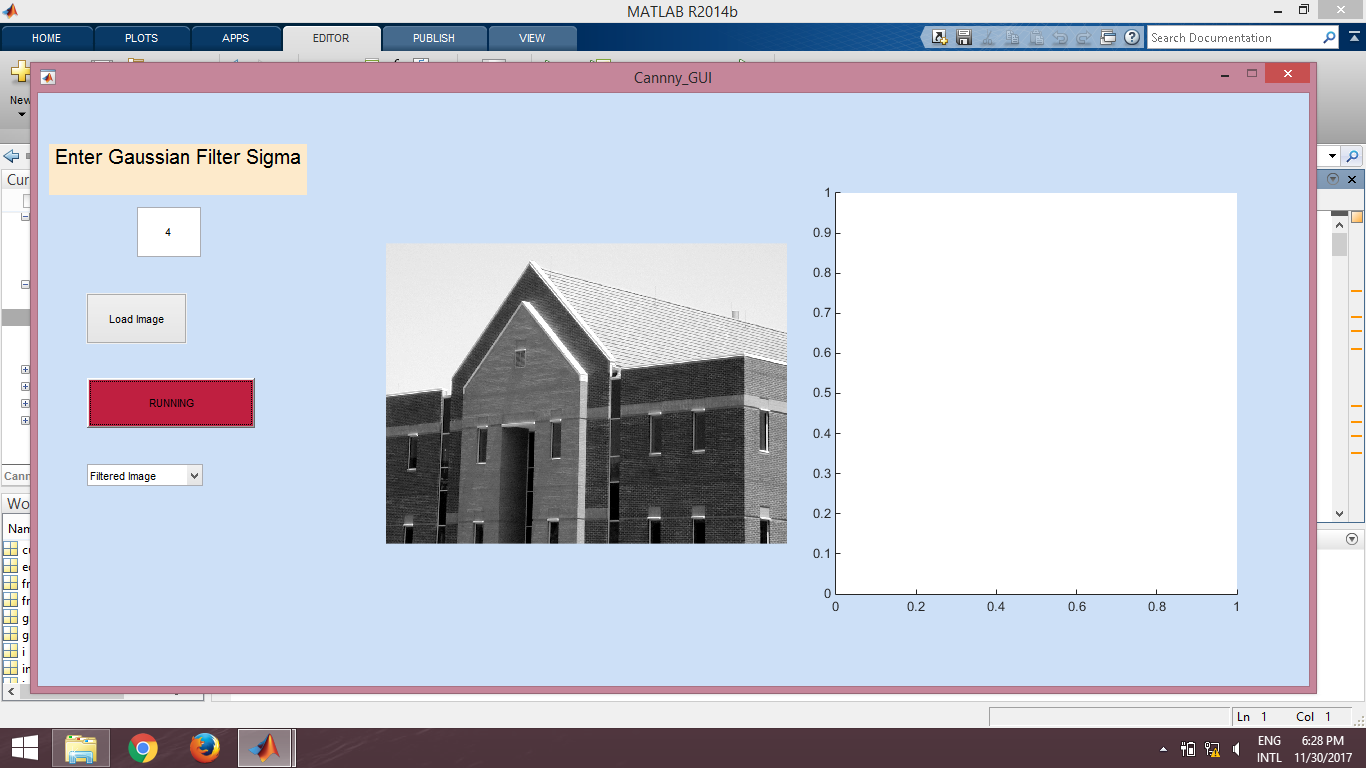 MATLAB R2014b
HOME
PLOTS
APPS
EDITOR
PUBLISH
VIEW
Search Documentation
Cannny_GUI
New
Enter Gaussian Filter Sigma
4
Load Image
RUNNING
Filtered Image
1
0.9
0.8
0.7
0.6
0.5
0.4
0.3
0.2
0.1
0
0 0.2 0.4 0.6 0.8 1
Cur
Cann
Wo
Nam
fr
fr
g
g
i
in
Ln 1 Col 1
ENG 6:28 PM
INTL 11/30/2017